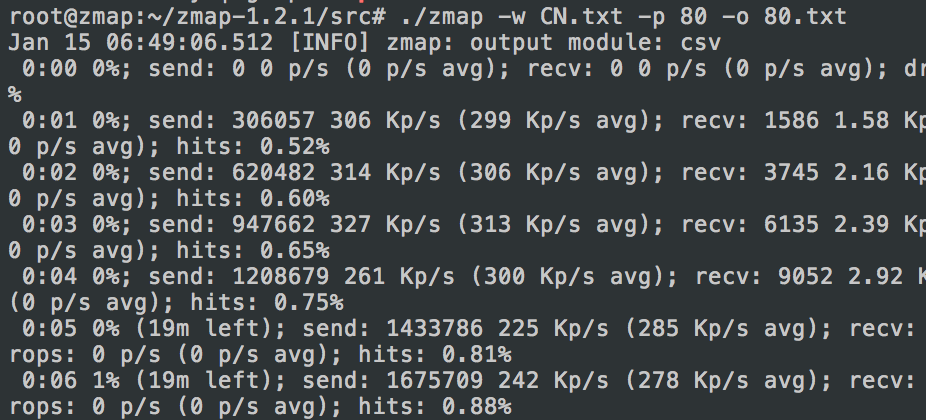 root@zmap:~/zmap-1.2.1/src# ./zmap -w CN.txt -p 80 -o 80.txt
Jan 15 06:49:06.512 [INFO] zmap: output module: csv
0:00 0%; send: 0 0 p/s (0 p/s avg); recv: 0 0 p/s (0 p/s avg); dr
%
0:01 0%; send: 306057 306 Kp/s (299 Kp/s avg); recv: 1586 1.58 Kp
0 p/s avg); hits: 0.52%
0:02 0%; send: 620482 314 Kp/s (306 Kp/s avg); recv: 3745 2.16 Kp
0 p/s avg); hits: 0.60%
0:03 0%; send: 947662 327 Kp/s (313 Kp/s avg); recv: 6135 2.39 Kp
0 p/s avg); hits: 0.65%
0:04 0%; send: 1208679 261 Kp/s (300 Kp/s avg); recv: 9052 2.92 K
(0 p/s avg); hits: 0.75%
0:05 0% (19m left); send: 1433786 225 Kp/s (285 Kp/s avg); recv:
rops: 0 p/s (0 p/s avg); hits: 0.81%
0:06 1% (19m left); send: 1675709 242 Kp/s (278 Kp/s avg); recv:
rops: 0 p/s (0 p/s avg); hits: 0.88%